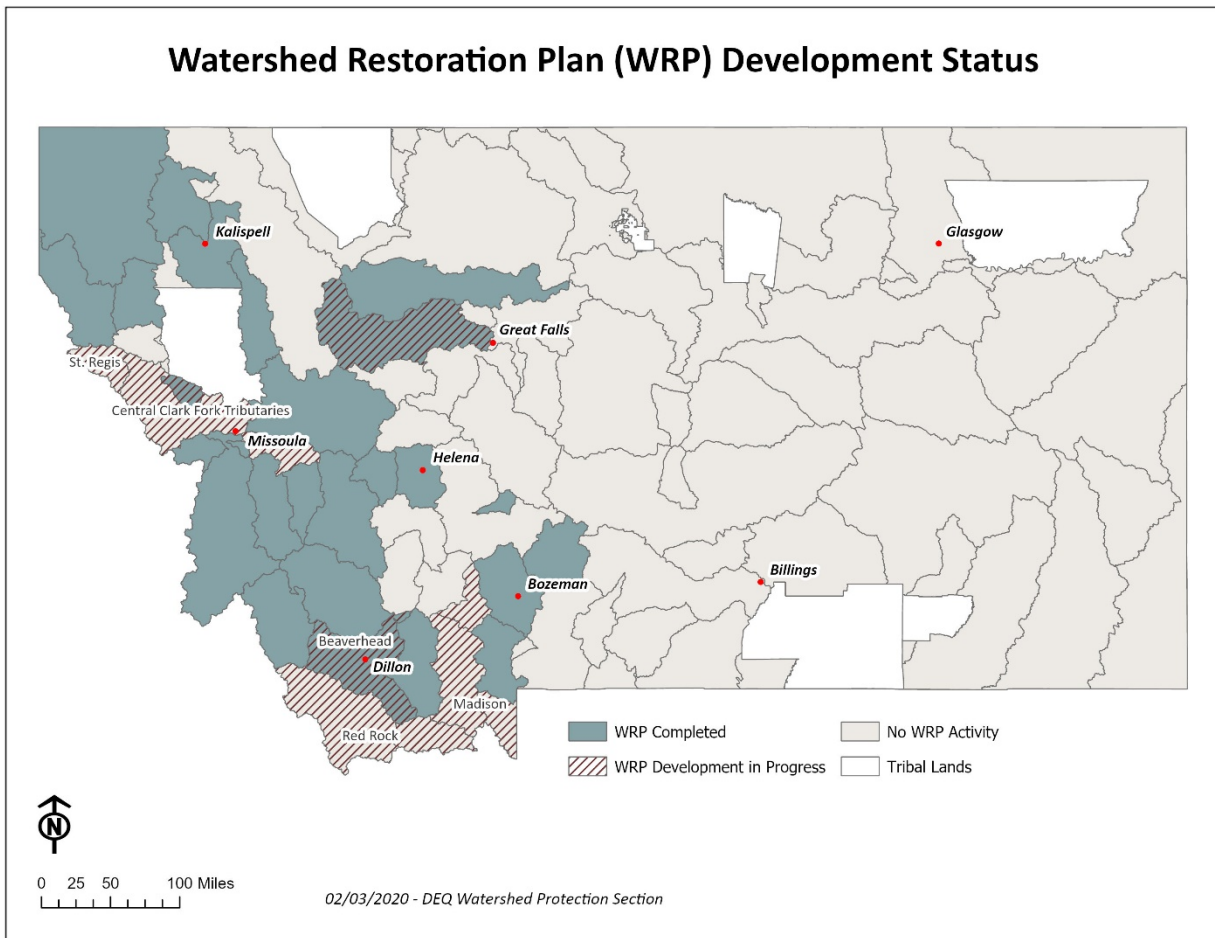 Watershed Restoration Plan (WRP) Development Status
Kalispell
Glasgow
Great Falls
St. Regis
Central Clark Fork Tributaries
Missoula
Helena
Billings
Bozeman
Beaverhead
Dillon
Madison
Red Rock
WRP Completed
No WRP Activity
WRP Development in Progress
Tribal Lands
N
0 25 50 100 Miles
02/03/2020 - DEQ Watershed Protection Section